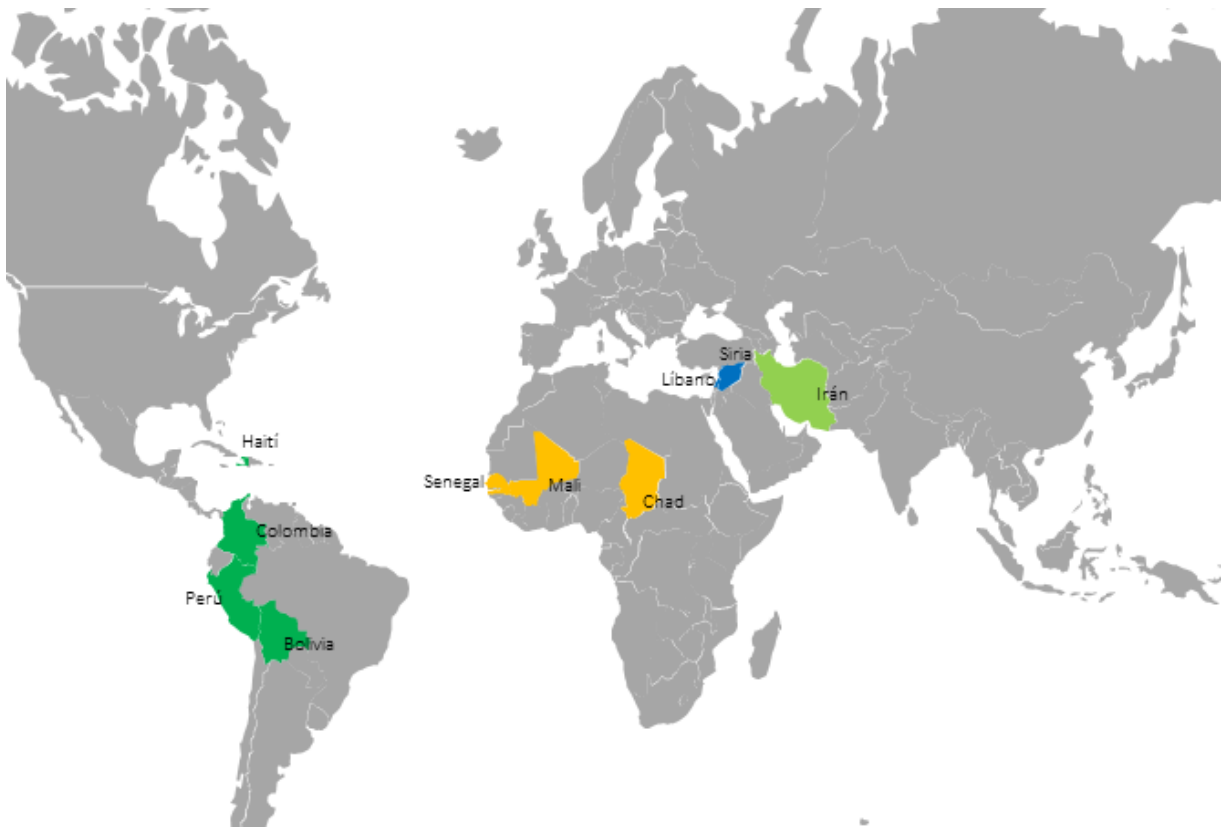 Siria
Líbano
Irán
Haití
Senegal
Mali
Chad
Colombia
Perú
Bolivia